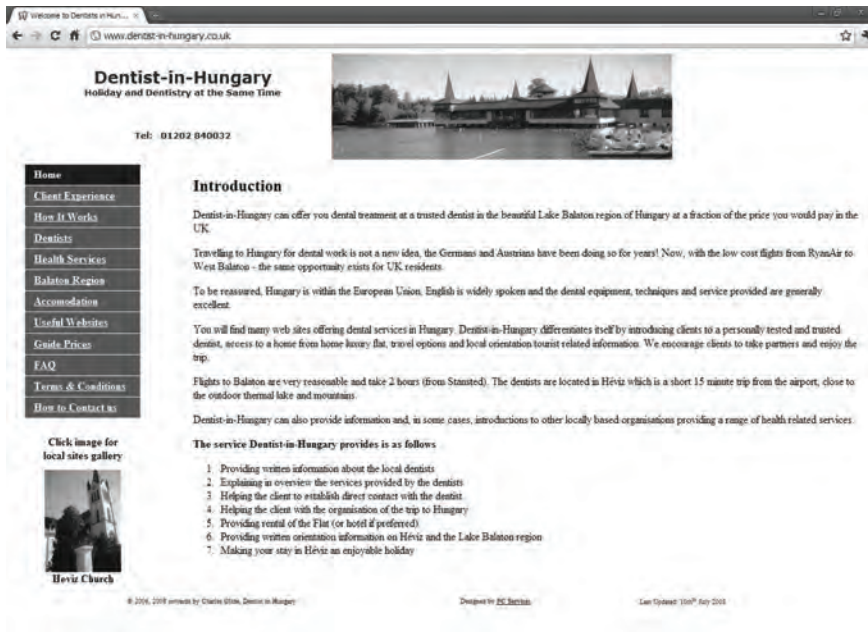 Welcome to Dentists in Hun...
www.dentist-in-hungary.co.uk
Dentist-in-Hungary
Holiday and Dentistry at the Same Time
Tel: 01202 840032
Home
Client Experience
How It Works
Dentists
Health Services
Balaton Region
Accomodation
Useful Websites
Guide Prices
FAQ
Terms & Conditions
How to Contact us
Click image for
local sites gallery
Heviz Church
Introduction
Dentist-in-Hungary can offer you dental treatment at a trusted dentist in the beautiful Lake Balaton region of Hungary at a fraction of the price you would pay in the
UK.
Travelling to Hungary for dental work is not a new idea, the Germans and Austrians have been doing so for years! Now, with the low cost flights from RyanAir to
West Balaton - the same opportunity exists for UK residents.
To be reassured, Hungary is within the European Union, English is widely spoken and the dental equipment, techniques and service provided are generally
excellent.
You will find many web sites offering dental services in Hungary. Dentist-in-Hungary differentiates itself by introducing clients to a personally tested and trusted
dentist, access to a home from home luxury flat, travel options and local orientation tourist related information. We encourage clients to take partners and enjoy the
trip.
Flights to Balaton are very reasonable and take 2 hours (from Stansted). The dentists are located in Héviz which is a short 15 minute trip from the airport, close to
the outdoor thermal lake and mountains.
Dentist-in-Hungary can also provide information and, in some cases, introductions to other locally based organisations providing a range of health related services.
The service Dentist-in-Hungary provides is as follows
1. Providing written information about the local dentists
2. Explaining in overview the services provided by the dentists
3. Helping the client to establish direct contact with the dentist
4. Helping the client with the organisation of the trip to Hungary
5. Providing rental of the Flat (or hotel if preferred)
6. Providing written orientation information on Héviz and the Lake Balaton region
7. Making your stay in Héviz an enjoyable holiday
Dentist in Hungary
Designed by PC Services
Last Updated: July